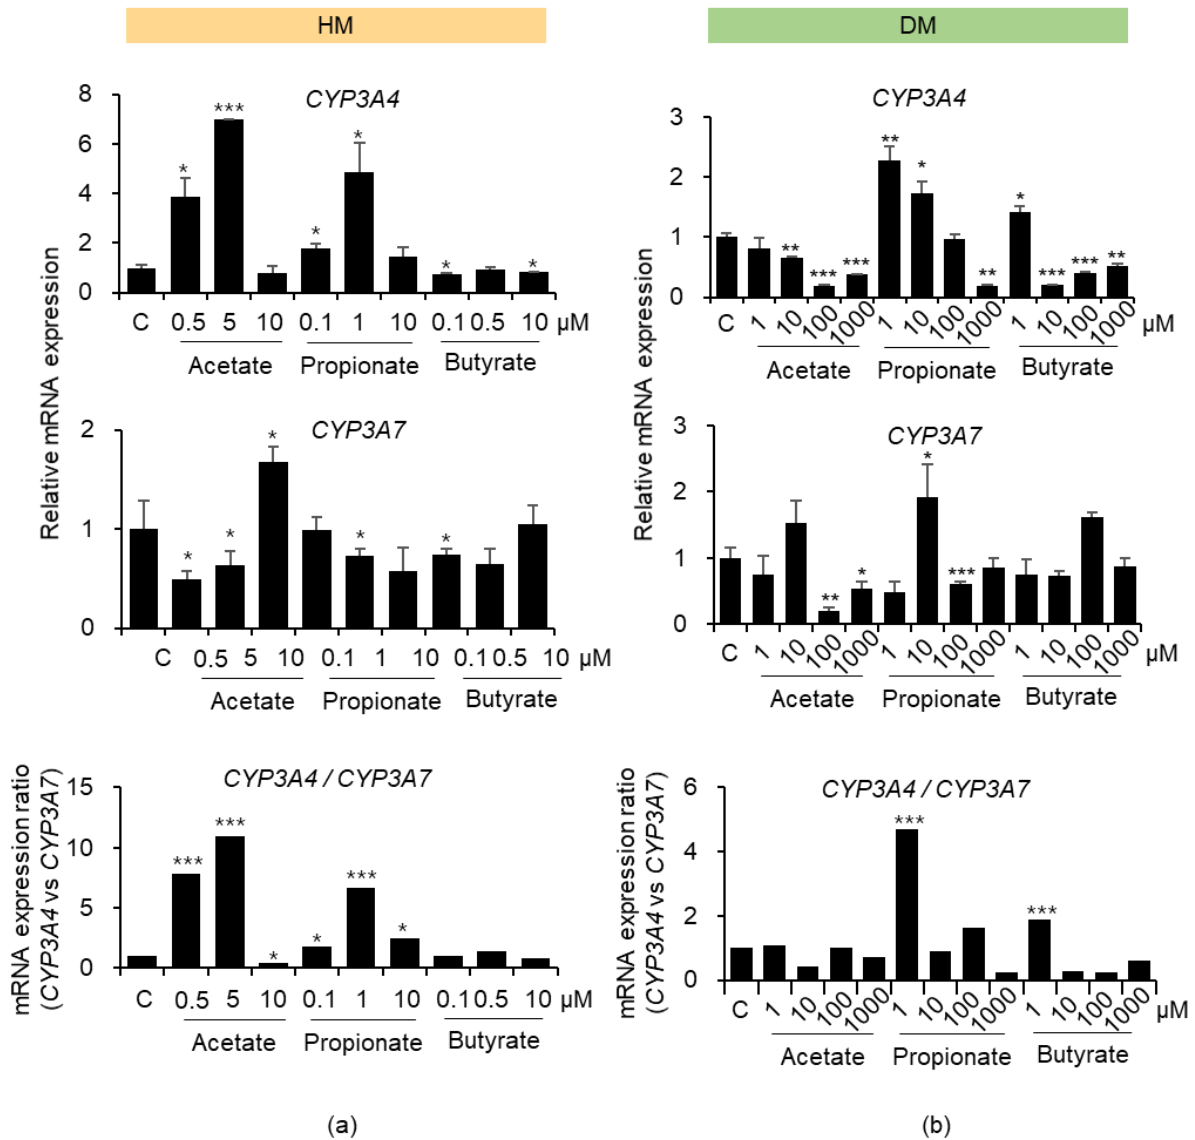 HM
CYP3A4
Relative mRNA expression
8
6
4
2
0
* *** * * * *
C 0.5 5 10 0.1 1 10 0.1 0.5 10 µM
Acetate Propionate Butyrate
CYP3A7
2
1
0
* * * * *
C 0.5 5 10 0.1 1 10 0.1 0.5 10 µM
Acetate Propionate Butyrate
CYP3A4 / CYP3A7
mRNA expression ratio
(CYP3A4 vs CYP3A7)
15
10
5
0
*** *** * * *** *
C 0.5 5 10 0.1 1 10 0.1 0.5 10 µM
Acetate Propionate Butyrate
(a)
DM
CYP3A4
Relative mRNA expression
3
2
1
0
** *** *** ** * ** * *** *** **
C 1 10 100 1000 1 10 100 1000 1 10 100 1000 µM
Acetate Propionate Butyrate
CYP3A7
3
2
1
0
** * * ***
C 1 10 100 1000 1 10 100 1000 1 10 100 1000 µM
Acetate Propionate Butyrate
CYP3A4 / CYP3A7
mRNA expression ratio
(CYP3A4 vs CYP3A7)
6
4
2
0
*** ***
C 1 10 100 1000 1 10 100 1000 1 10 100 1000 µM
Acetate Propionate Butyrate
(b)